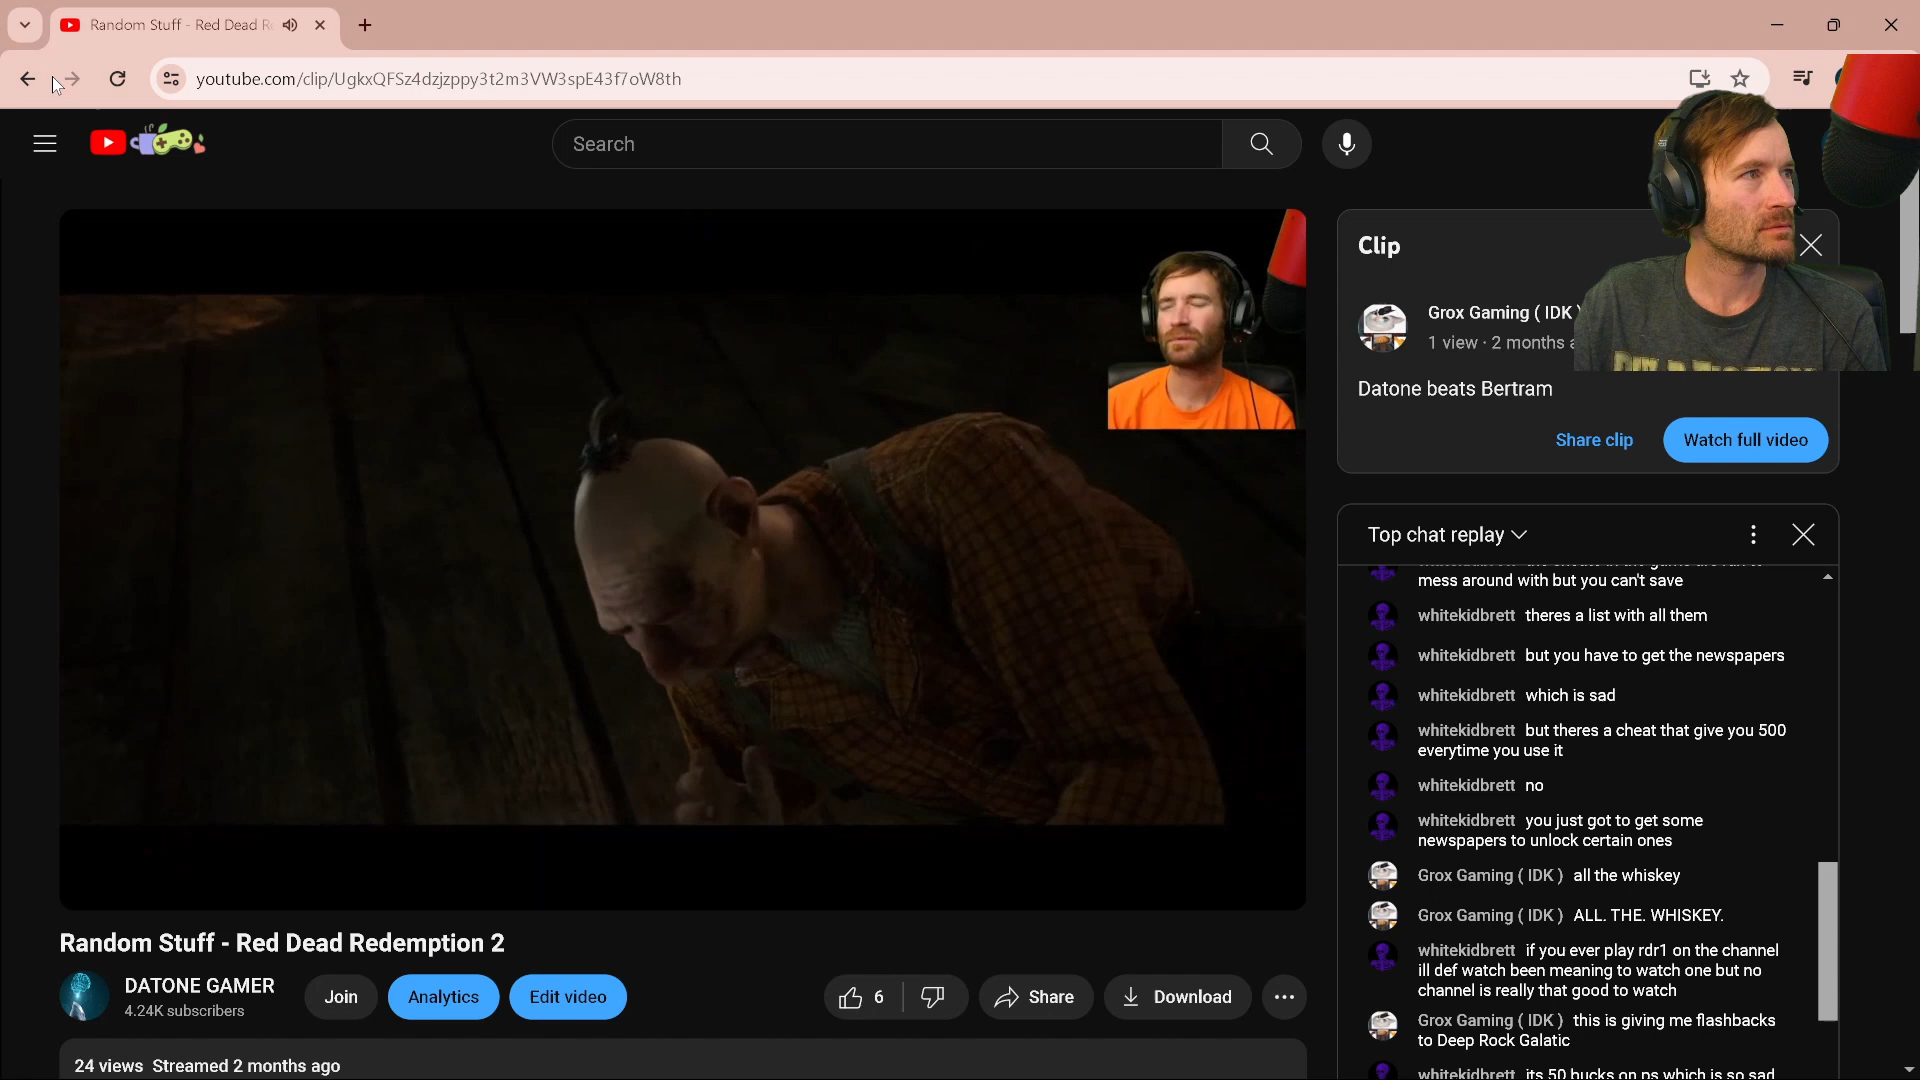 Random Stuff - Red Dead R
youtube.com/clip/UgkxQFSz4dzjzppy3t2m3VW3spE43f7oW8th
Search
Clip
Grox Gaming ( IDK )
1 view · 2 months
Datone beats Bertram
Share clip
Watch full video
Top chat replay
mess around with but you can't save
whitekidbrett theres a list with all them
whitekidbrett but you have to get the newspapers
whitekidbrett which is sad
whitekidbrett but theres a cheat that give you 500
everytime you use it
whitekidbrett no
whitekidbrett you just got to get some
newspapers to unlock certain ones
Grox Gaming ( IDK ) all the whiskey
Grox Gaming ( IDK ) ALL. THE. WHISKEY.
whitekidbrett if you ever play rdr1 on the channel
ill def watch been meaning to watch one but no
channel is really that good to watch
Grox Gaming ( IDK ) this is giving me flashbacks
to Deep Rock Galatic
whitekidbrett its 50 bucks on ps which is so sad
Random Stuff - Red Dead Redemption 2
DATONE GAMER
4.24K subscribers
Join
Analytics
Edit video
6
Share
Download
24 views Streamed 2 months ago